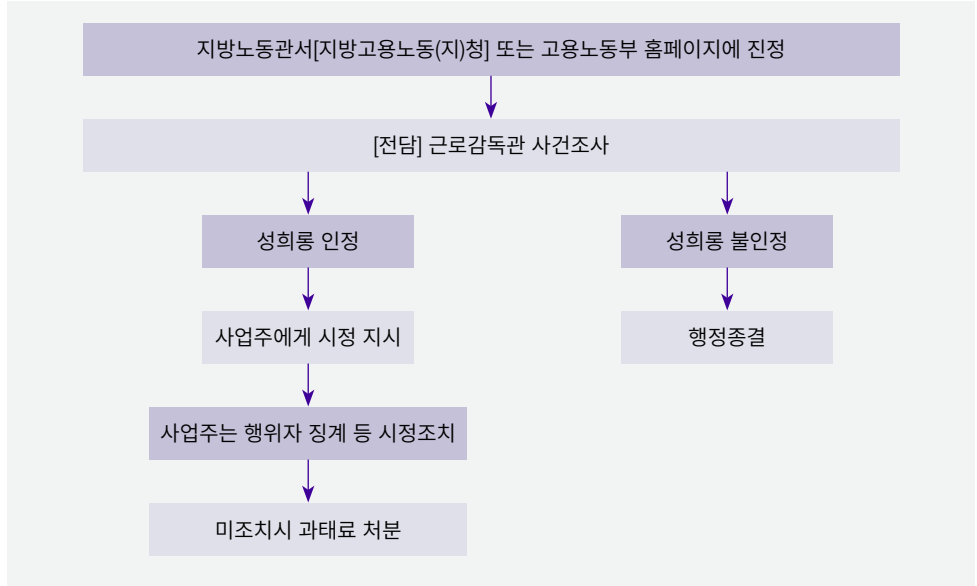 지방노동관서[지방고용노동(지)청] 또는 고용노동부 홈페이지에 진정
[전담] 근로감독관 사건조사
성희롱 인정
성희롱 불인정
사업주에게 시정 지시
행정종결
사업주는 행위자 징계 등 시정조치
미조치시 과태료 처분